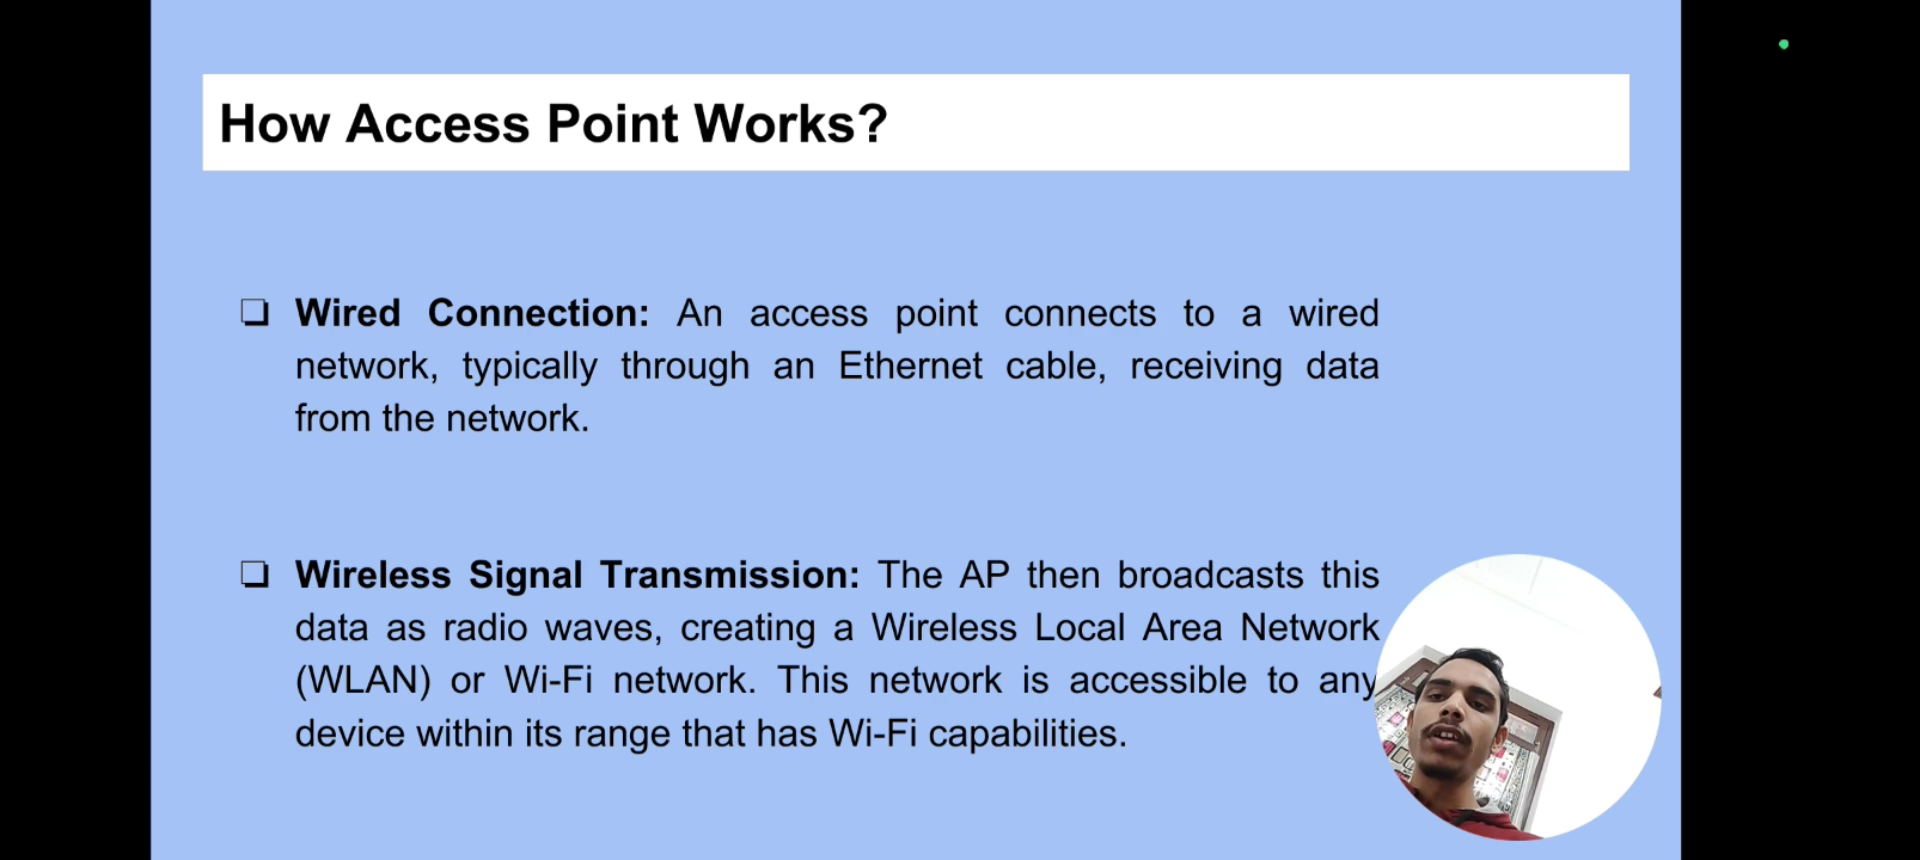 How Access Point Works?
Wired Connection: An access point connects to a wired
network, typically through an Ethernet cable, receiving data
from the network.
Wireless Signal Transmission: The AP then broadcasts this
data as radio waves, creating a Wireless Local Area Network
(WLAN) or Wi-Fi network. This network is accessible to any
device within its range that has Wi-Fi capabilities.